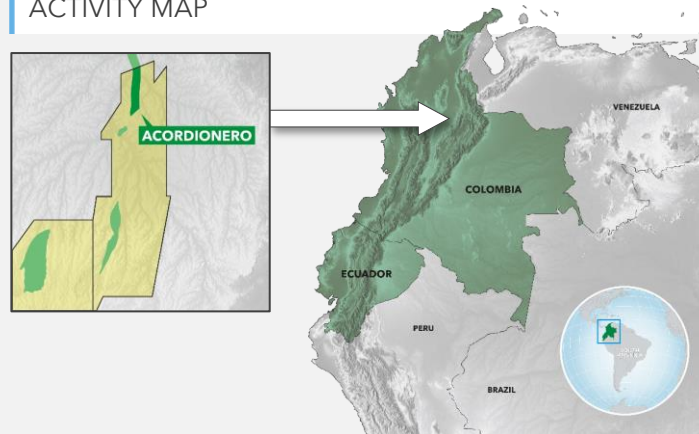 ACTIVITY MAP
VENEZUELA
ACORDIONERO
COLOMBIA
ECUADOR
PERU
BRAZIL